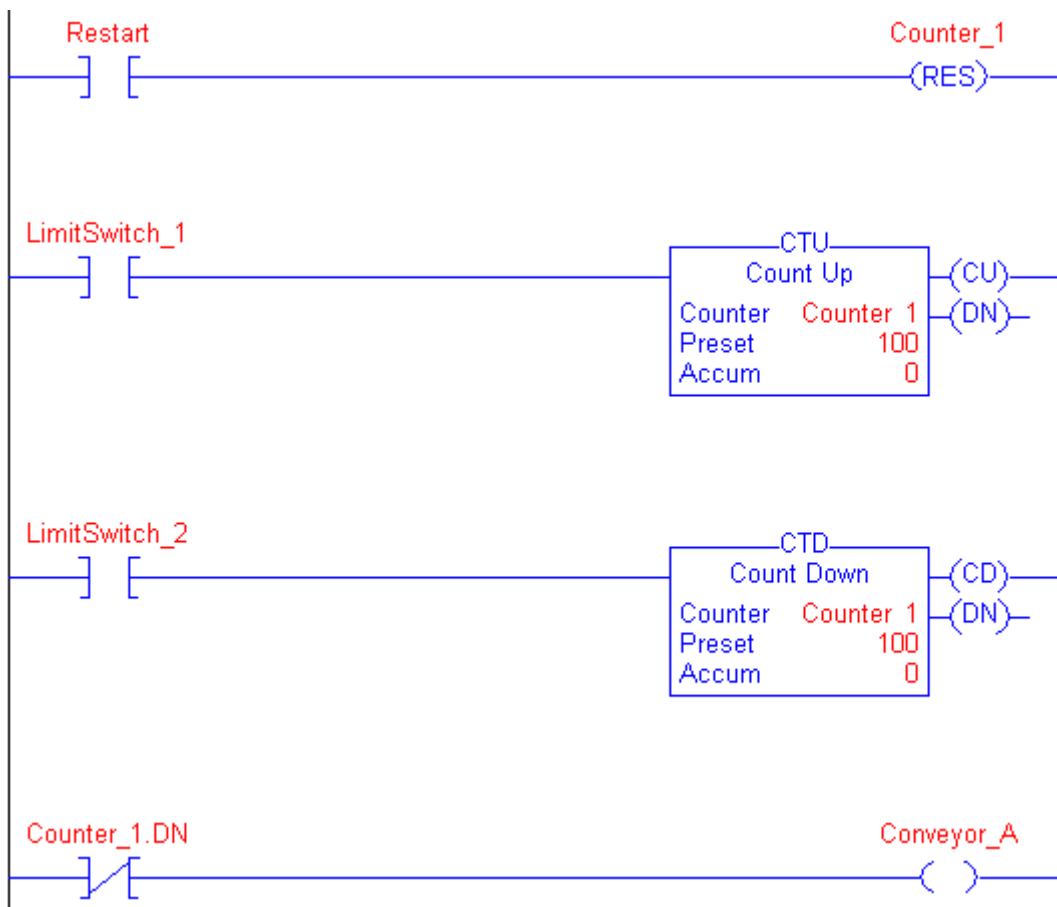 Restart
Counter_1
(RES)
LimitSwitch_1
CTU
Count Up
(CU)
Counter Counter 1
(DN)
Preset 100
Accum 0
LimitSwitch_2
CTD
Count Down
(CD)
Counter Counter 1
(DN)
Preset 100
Accum 0
Counter_1.DN
Conveyor_A